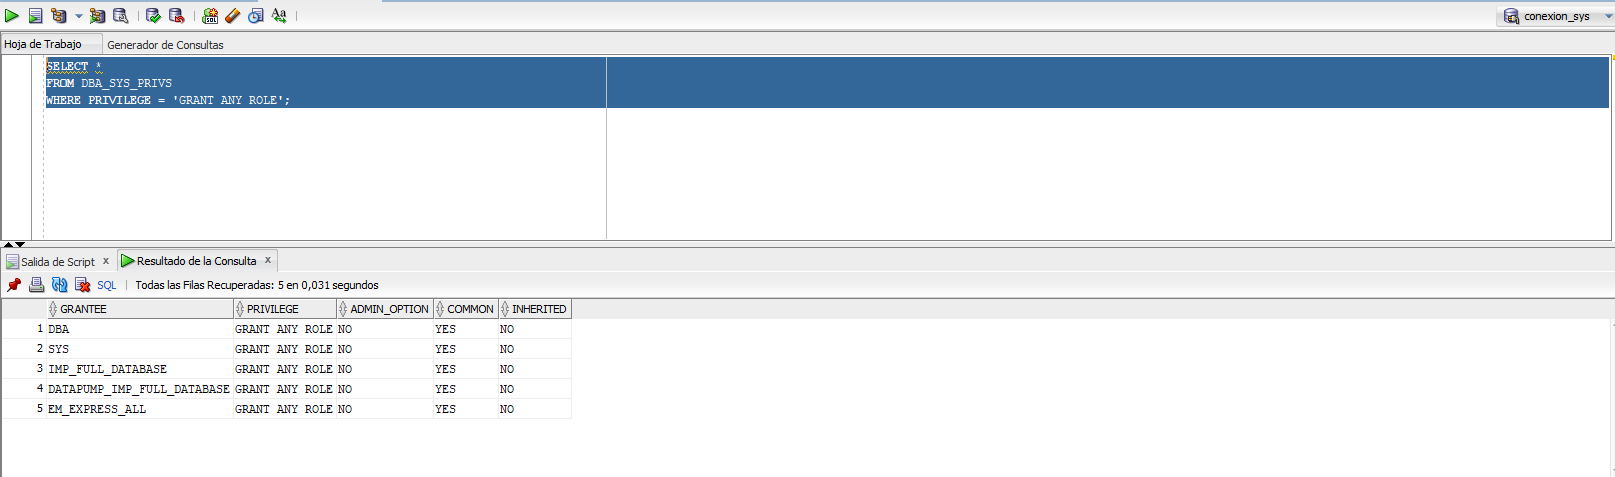 SQL
Aa
conexion_sys
Hoja de Trabajo Generador de Consultas
SELECT *
FROM DBA_SYS_PRIVS
WHERE PRIVILEGE = 'GRANT ANY ROLE';
Salida de Script x Resultado de la Consulta x
SQL Todas las Filas Recuperadas: 5 en 0,031 segundos
GRANTEE PRIVILEGE ADMIN_OPTION COMMON INHERITED
1 DBA GRANT ANY ROLE NO YES NO
2 SYS GRANT ANY ROLE NO YES NO
3 IMP_FULL_DATABASE GRANT ANY ROLE NO YES NO
4 DATAPUMP_IMP_FULL_DATABASE GRANT ANY ROLE NO YES NO
5 EM_EXPRESS_ALL GRANT ANY ROLE NO YES NO